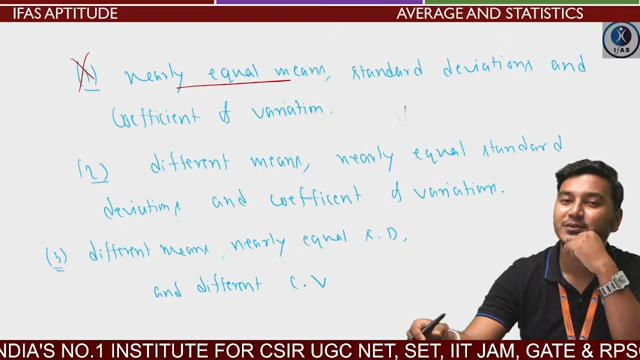 IFAS APTITUDE
AVERAGE AND STATISTICS
IFAS
(1) nearly equal means, standard deviations and
coefficient of variation.
(2) different means, nearly equal standard
deviations and coefficent of variation.
(3) different means, nearly equal S.D,
and different C.V
INDIA'S NO.1 INSTITUTE FOR CSIR UGC NET, SET, IIT JAM, GATE & RPS